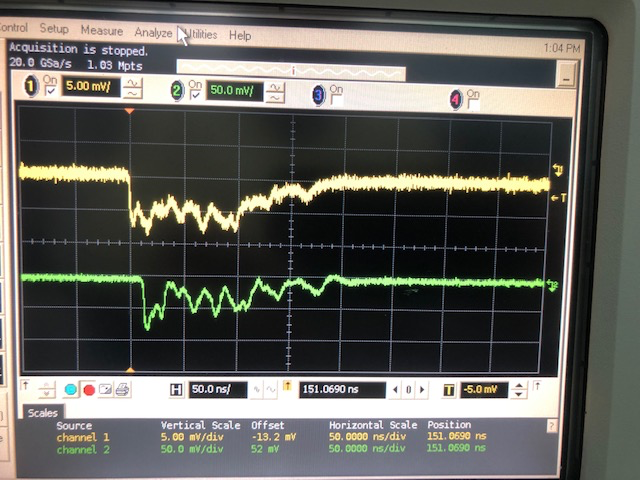 Control Setup Measure Analyze Utilities Help 1:04 PM
Acquisition is stopped.
20.0 GSa/s 1.03 Mpts
1 On 5.00 mV/ 2 On 50.0 mV/ 3 On 4 On
T
H 50.0 ns/ 151.0690 ns 0 T -5.0 mV
Scales
Source Vertical Scale Offset Horizontal Scale Position ?
channel 1 5.00 mV/div -13.2 mV 50.0000 ns/div 151.0690 ns
channel 2 50.0 mV/div 52 mV 50.0000 ns/div 151.0690 ns